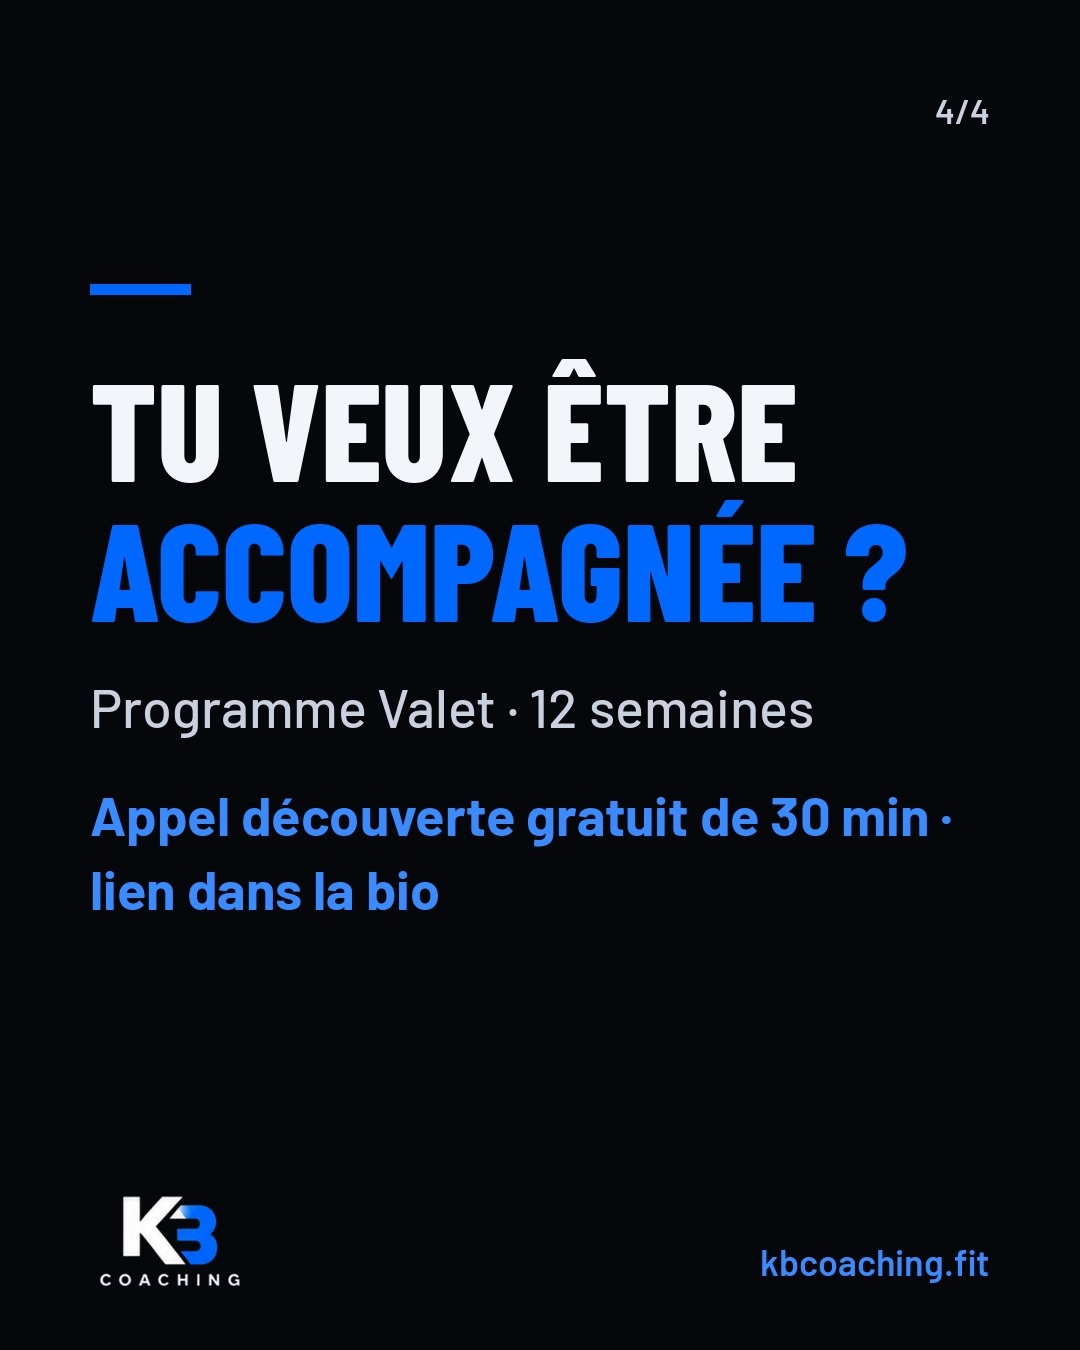 4/4
TU VEUX ÊTRE
ACCOMPAGNÉE ?
Programme Valet · 12 semaines
Appel découverte gratuit de 30 min ·
lien dans la bio
KB
COACHING
kbcoaching.fit